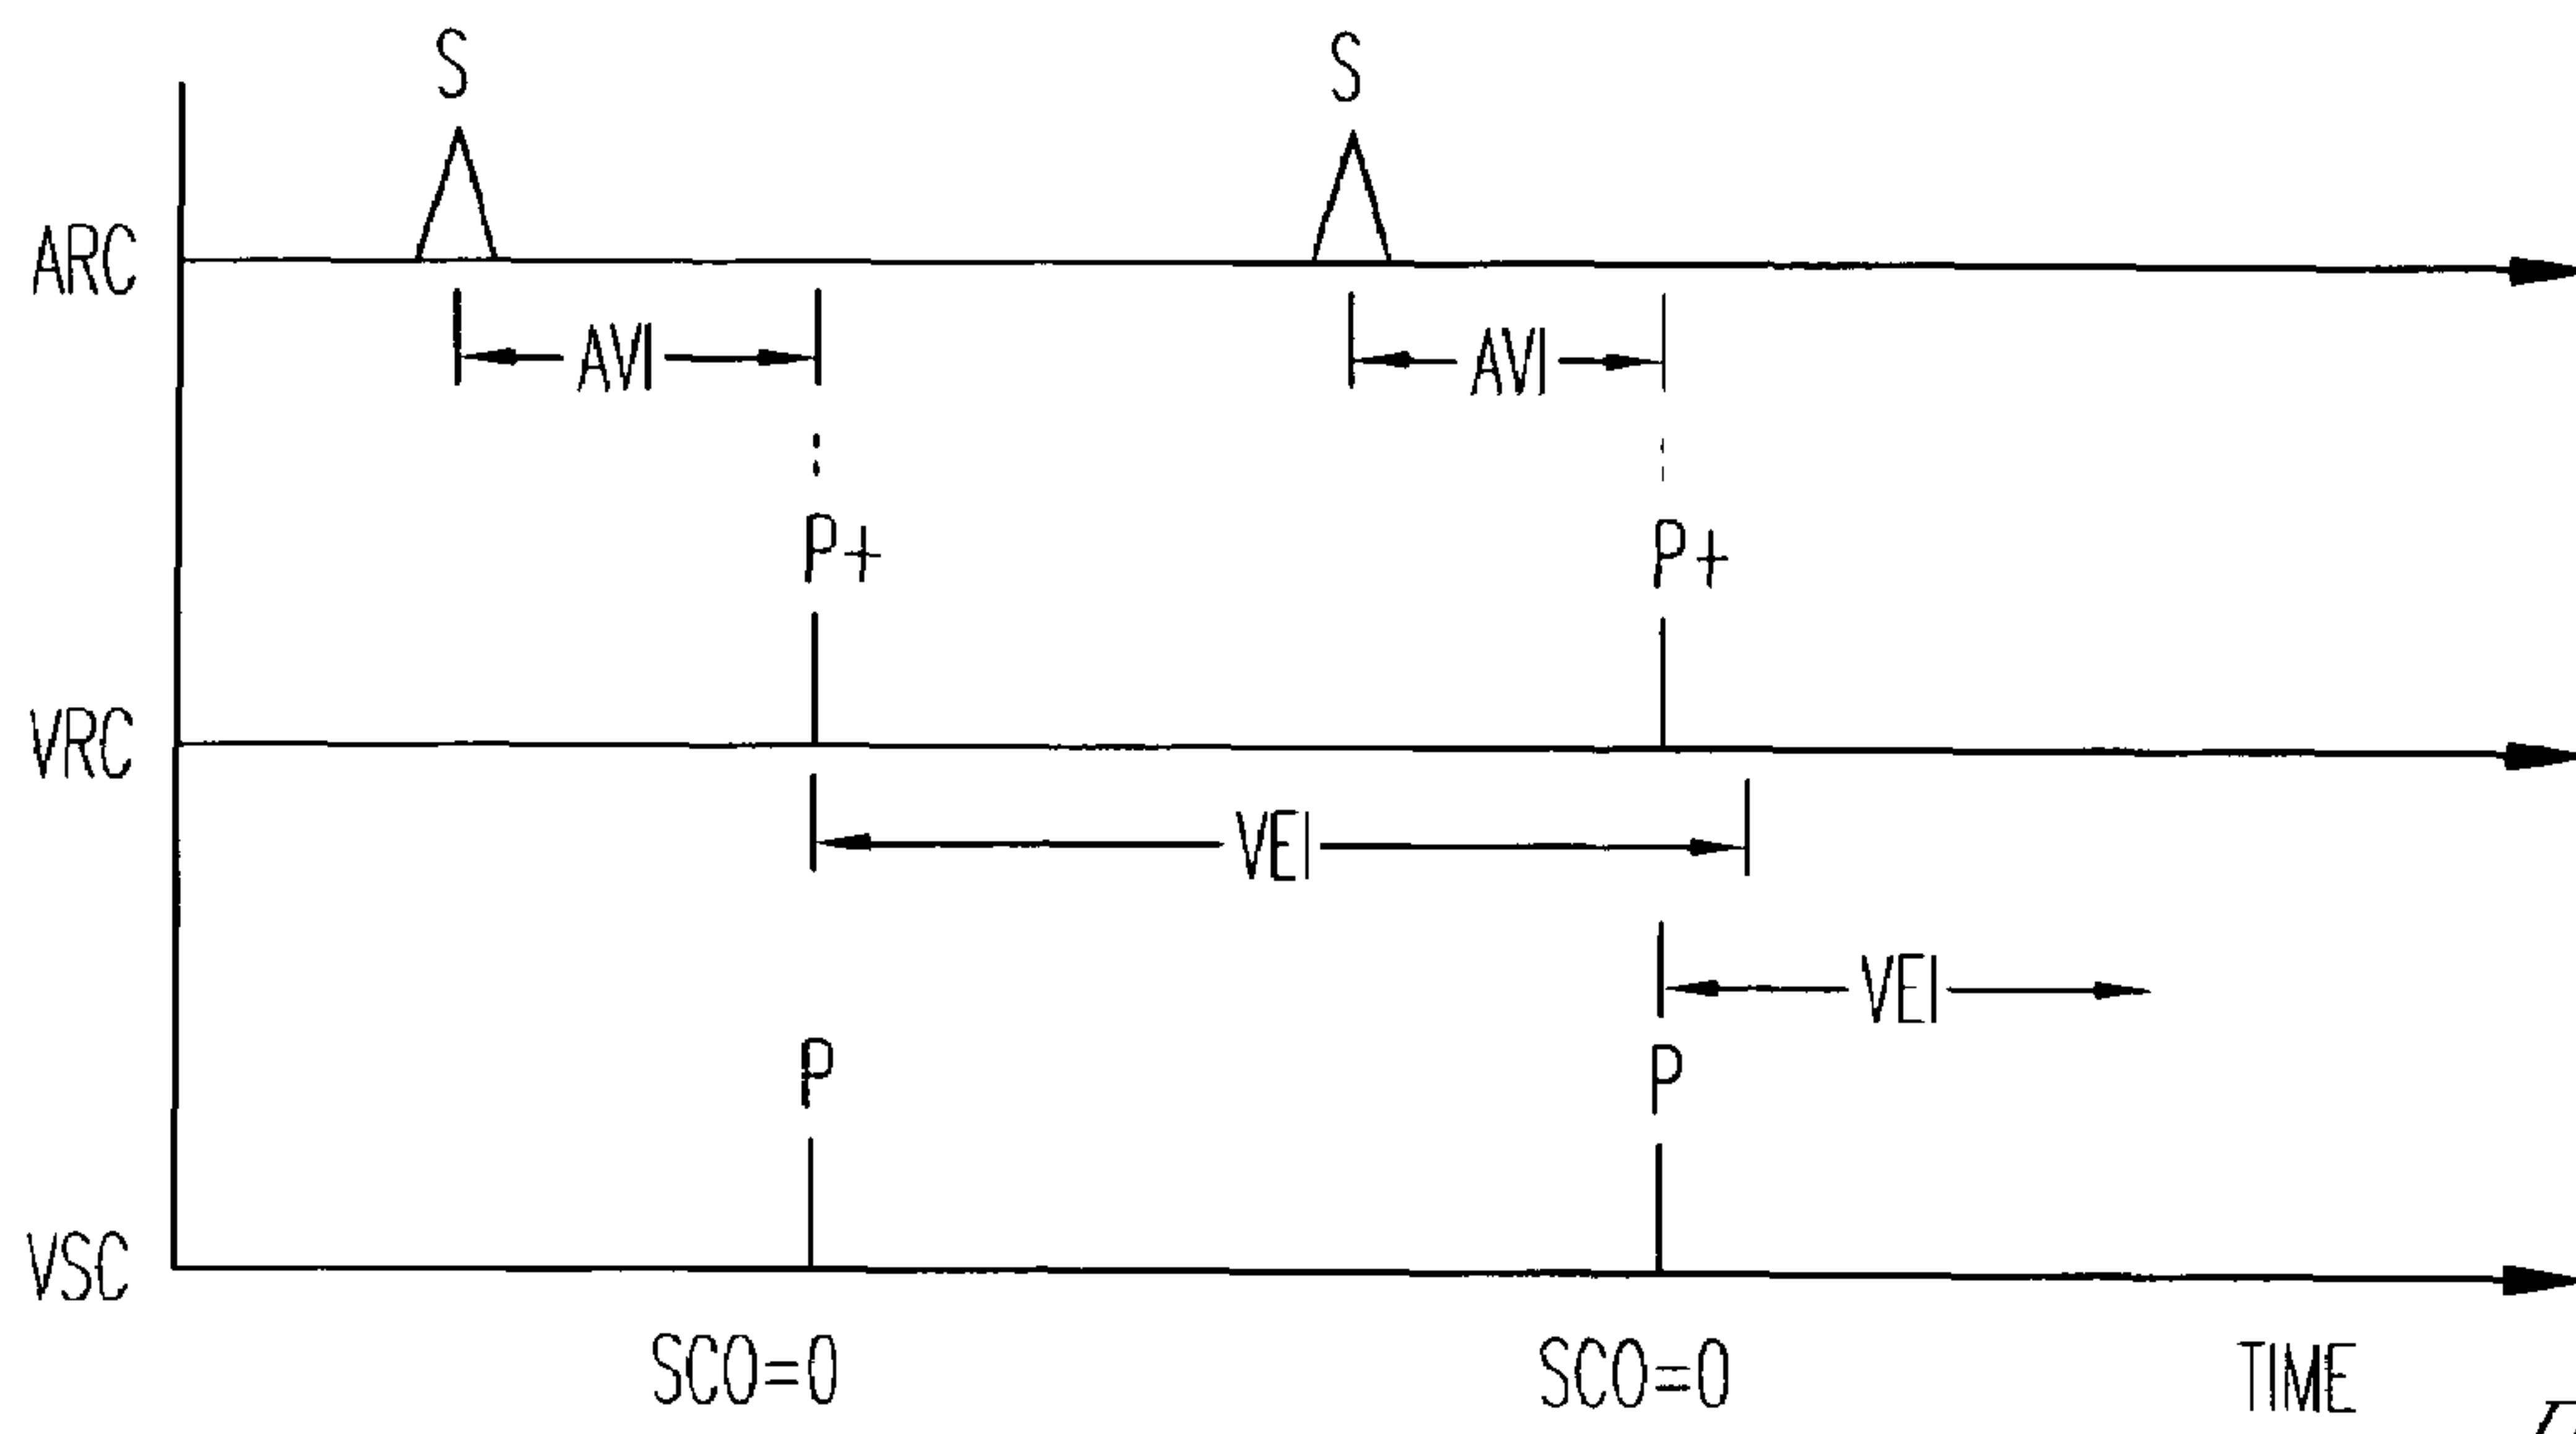 S S
ARC
AVI AVI
P+ P+
VRC
VEI
VEI
P P
VSC
SCO=0 SCO=0 TIME